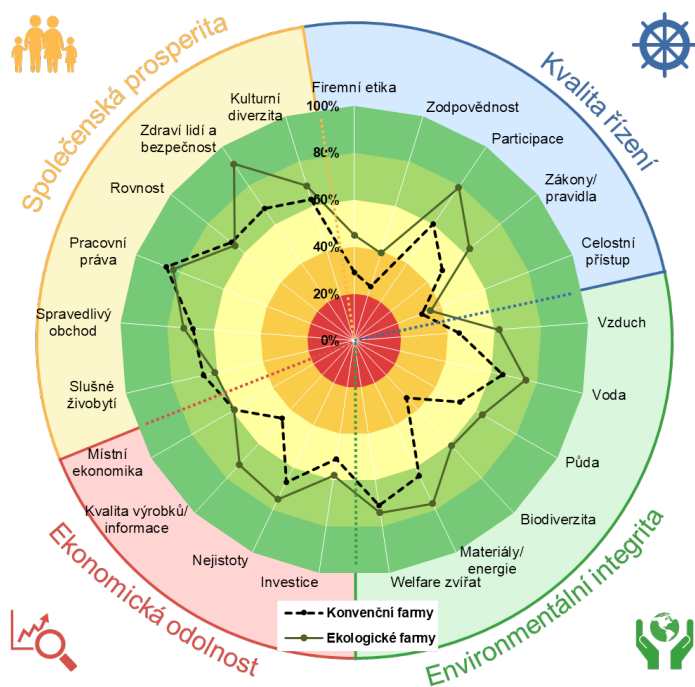 Společenská prosperita
Kvalita řízení
Firemní etika
Kulturní
diverzita
Zodpovědnost
Zdraví lidí a
bezpečnost
Participace
Rovnost
Zákony/
pravidla
Pracovní
práva
Celostní
přístup
Spravedlivý
obchod
Vzduch
Slušné
živobytí
Voda
Místní
ekonomika
Půda
Kvalita výrobků/
informace
Biodiverzita
Nejistoty
Materiály/
energie
Investice
Welfare zvířat
100%
80%
60%
40%
20%
0%
Konvenční farmy
Ekologické farmy
Ekonomická odolnost
Environmentální integrita